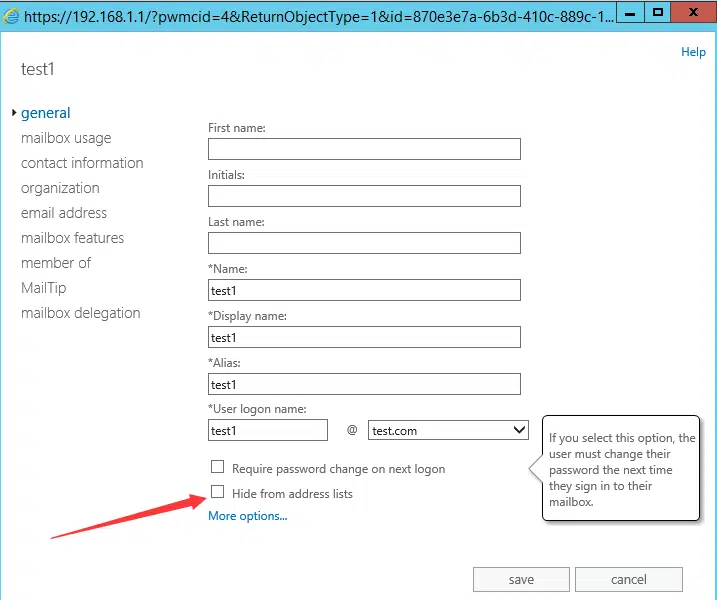 https://192.168.1.1/?pwmcid=4&ReturnObjectType=1&id=870e3e7a-6b3d-410c-889c-1...
Help
test1
general
mailbox usage
contact information
organization
email address
mailbox features
member of
MailTip
mailbox delegation
First name:
Initials:
Last name:
*Name:
test1
*Display name:
test1
*Alias:
test1
*User logon name:
test1 @ test.com
Require password change on next logon
Hide from address lists
More options...
If you select this option, the
user must change their
password the next time
they sign in to their
mailbox.
save
cancel